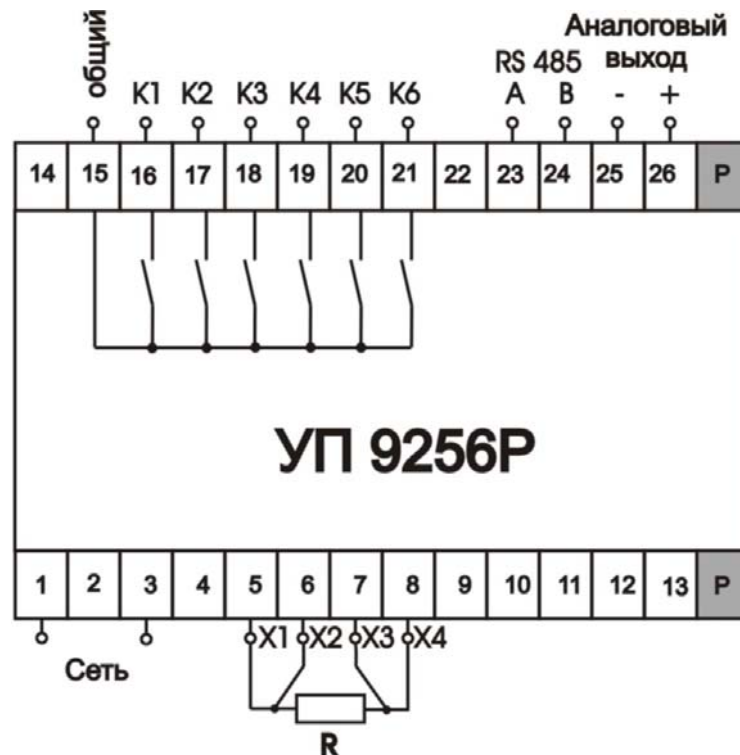 Аналоговый
выход
RS 485
общий K1 K2 K3 K4 K5 K6 A B - +
14 15 16 17 18 19 20 21 22 23 24 25 26 P
УП 9256Р
1 2 3 4 5 6 7 8 9 10 11 12 13 P
X1 X2 X3 X4
Сеть
R